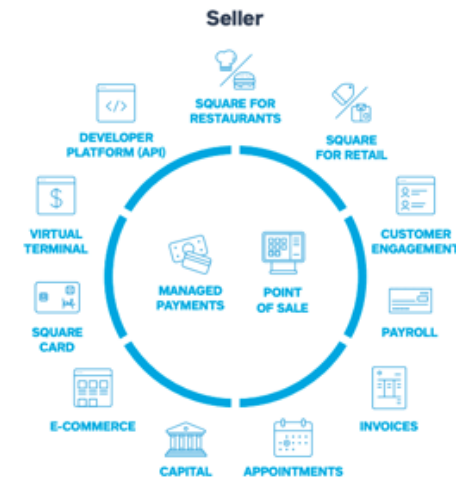 Seller
SQUARE FOR
RESTAURANTS
SQUARE
FOR RETAIL
CUSTOMER
ENGAGEMENT
PAYROLL
INVOICES
APPOINTMENTS
CAPITAL
E-COMMERCE
SQUARE
CARD
VIRTUAL
TERMINAL
DEVELOPER
PLATFORM (API)
MANAGED
PAYMENTS
POINT
OF SALE